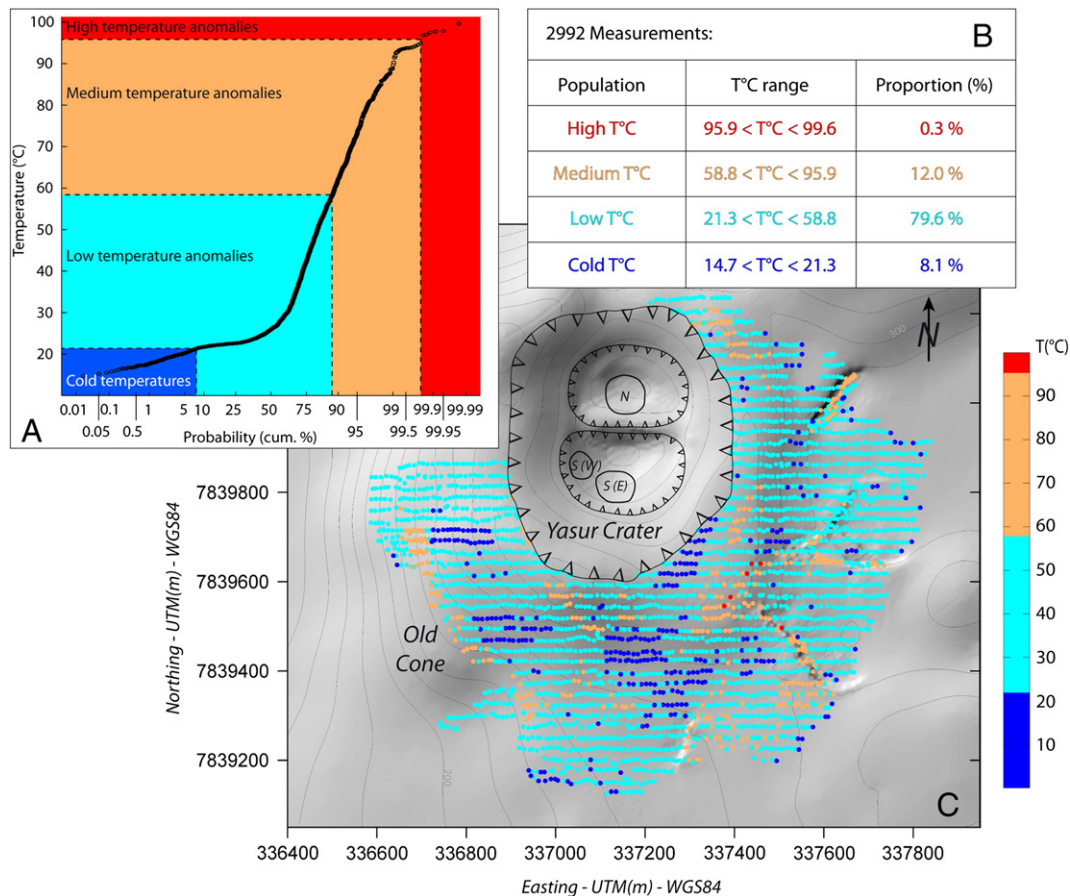 High temperature anomalies
Medium temperature anomalies
Low temperature anomalies
Cold temperatures
Temperature (°C)
100
90
80
70
60
50
40
30
20
0.01 0.1 1 5 10 25 50 75 90 99 99.9 99.99
0.05 0.5 95 99.5 99.95
Probability (cum. %)
A
2992 Measurements:
B
Population T°C range Proportion (%)
High T°C 95.9 < T°C < 99.6 0.3 %
Medium T°C 58.8 < T°C < 95.9 12.0 %
Low T°C 21.3 < T°C < 58.8 79.6 %
Cold T°C 14.7 < T°C < 21.3 8.1 %
N
300
N
S (W)
S (E)
Yasur Crater
Old
Cone
200
C
T(°C)
90
80
70
60
50
40
30
20
10
Northing - UTM(m) - WGS84
7839800
7839600
7839400
7839200
336400 336600 336800 337000 337200 337400 337600 337800
Easting - UTM(m) - WGS84